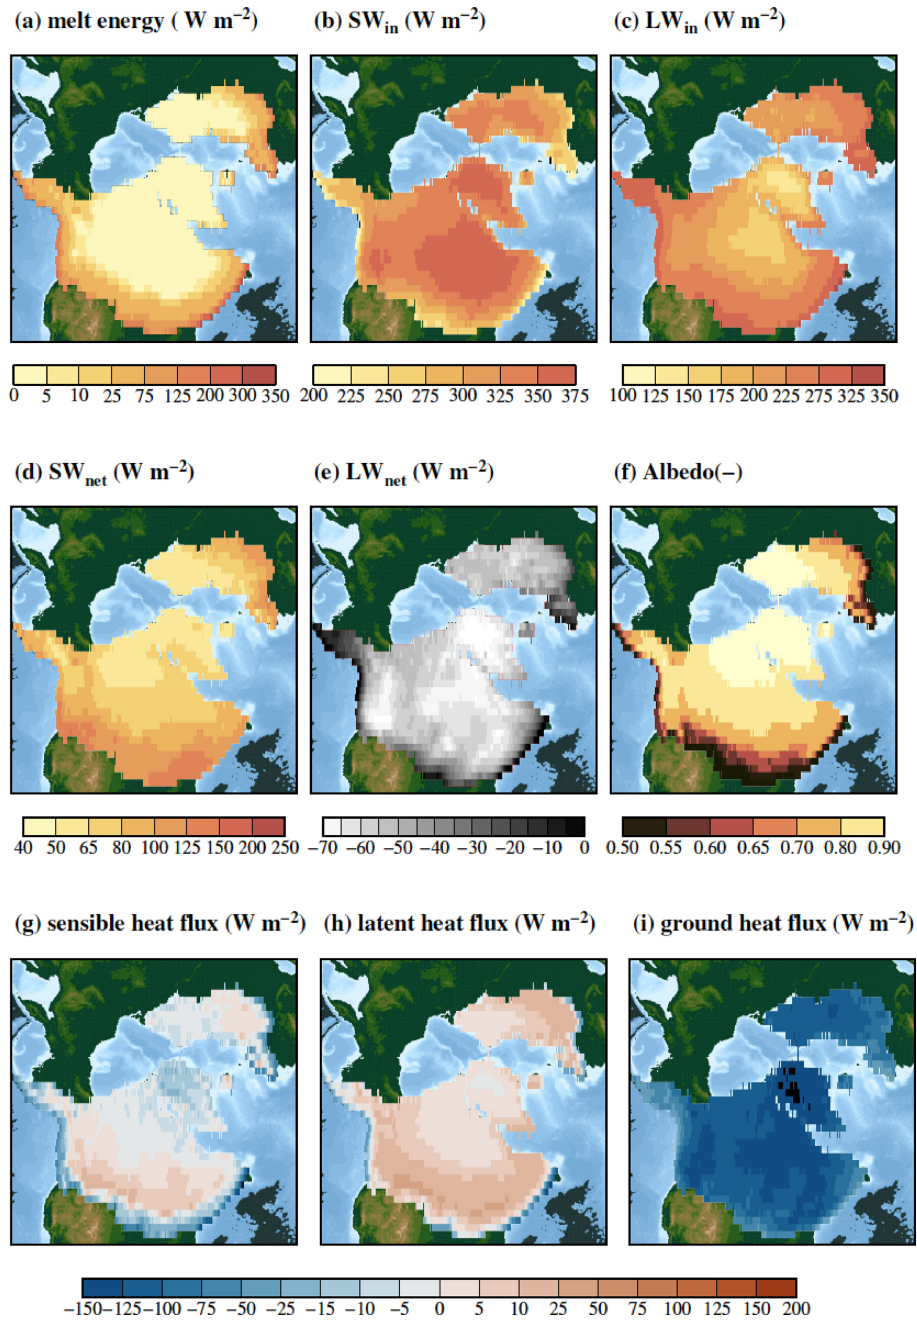 (a) melt energy ( W m−2) (b) SWin (W m−2) (c) LWin (W m−2)
0 5 10 25 75 125 200 300 350 200 225 250 275 300 325 350 375 100 125 150 175 200 225 275 325 350
(d) SWnet (W m−2) (e) LWnet (W m−2) (f) Albedo(−)
40 50 65 80 100 125 150 200 250 −70 −60 −50 −40 −30 −20 −10 0 0.50 0.55 0.60 0.65 0.70 0.80 0.90
(g) sensible heat flux (W m−2) (h) latent heat flux (W m−2) (i) ground heat flux (W m−2)
−150 −125 −100 −75 −50 −25 −15 −10 −5 0 5 10 25 50 75 100 125 150 200